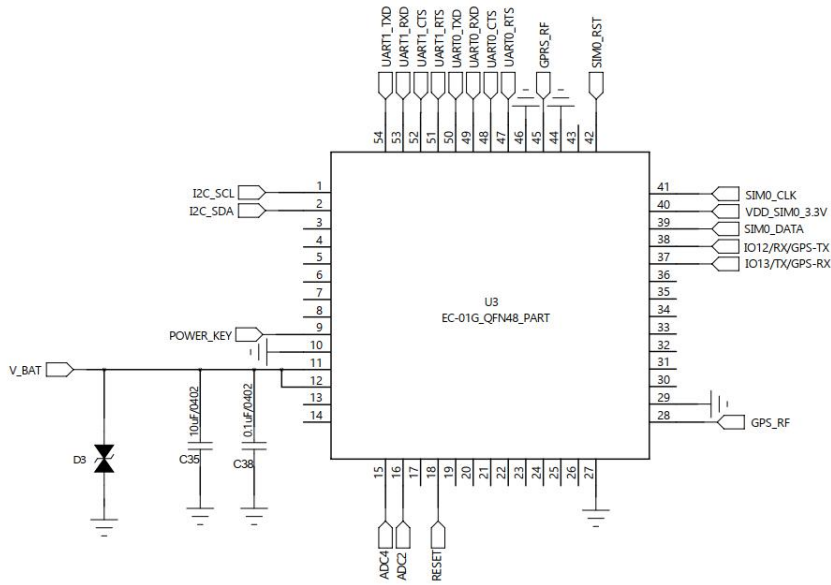 UART1_TXD
UART1_RXD
UART1_CTS
UART1_RTS
UART0_TXD
UART0_RXD
UART0_CTS
UART0_RTS
GPRS_RF
SIM0_RST
54
53
52
51
50
49
48
47
46
45
44
43
42
I2C_SCL
1
I2C_SDA
2
3
4
5
6
7
8
POWER_KEY
9
10
V_BAT
11
12
13
14
41
SIM0_CLK
40
VDD_SIM0_3.3V
39
SIM0_DATA
38
IO12/RX/GPS-TX
37
IO13/TX/GPS-RX
36
35
34
33
32
31
30
29
28
GPS_RF
U3
EC-01G_QFN48_PART
10uF/0402
0.1uF/0402
D3
C35
C38
15
16
17
18
19
20
21
22
23
24
25
26
27
ADC4
ADC2
RESET